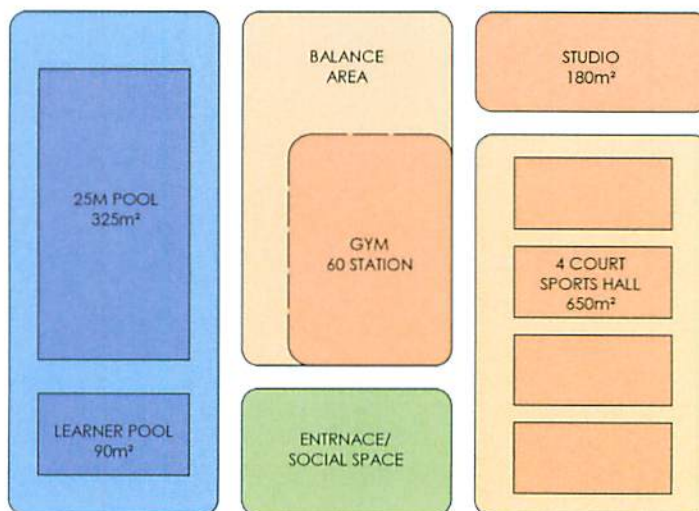 BALANCE
AREA
STUDIO
180m²
25M POOL
325m²
GYM
60 STATION
4 COURT
SPORTS HALL
650m²
LEARNER POOL
90m²
ENTRNACE/
SOCIAL SPACE